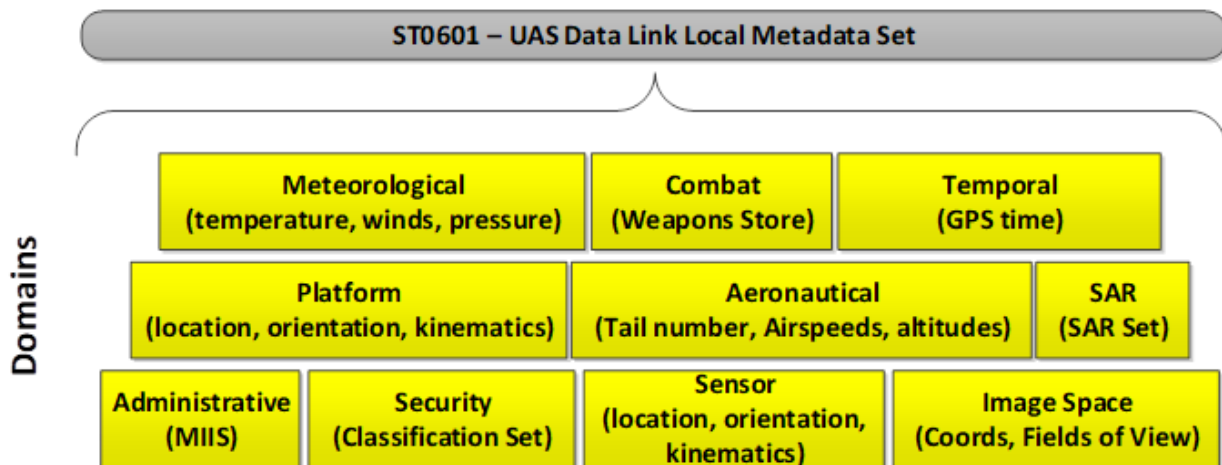 ST0601 – UAS Data Link Local Metadata Set
Domains
Meteorological
(temperature, winds, pressure)
Combat
(Weapons Store)
Temporal
(GPS time)
Platform
(location, orientation, kinematics)
Aeronautical
(Tail number, Airspeeds, altitudes)
SAR
(SAR Set)
Administrative
(MIIS)
Security
(Classification Set)
Sensor
(location, orientation,
kinematics)
Image Space
(Coords, Fields of View)